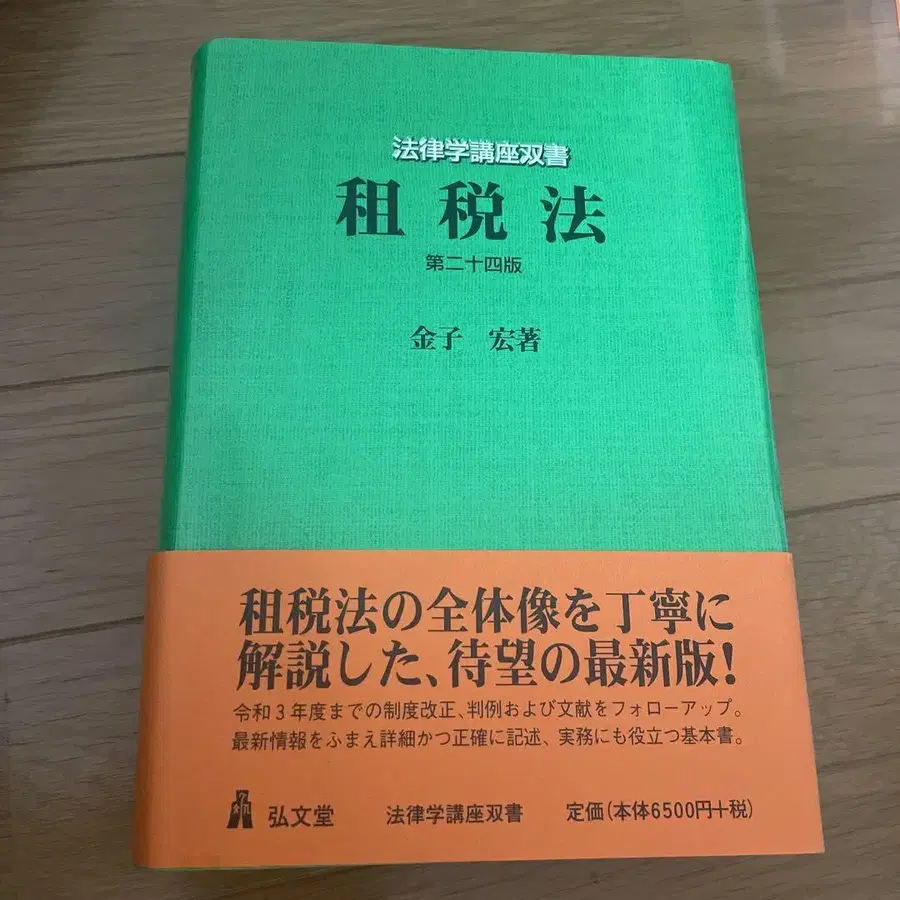 法律学講座双書
租税法
第二十四版
金子 宏著
租税法の全体像を丁寧に
解説した、待望の最新版!
令和3年度までの制度改正、判例および文献をフォローアップ。
最新情報をふまえ詳細かつ正確に記述、実務にも役立つ基本書。
弘文堂 法律学講座双書 定価(本体6500円+税)